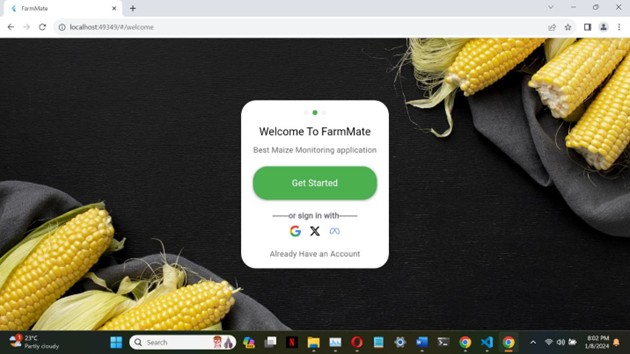 FarmMate
localhost:49349/#/welcome
Welcome To FarmMate
Best Maize Monitoring application
Get Started
-------or sign in with-------
Already Have an Account
23°C
Partly cloudy
Search
8:02 PM
1/8/2024